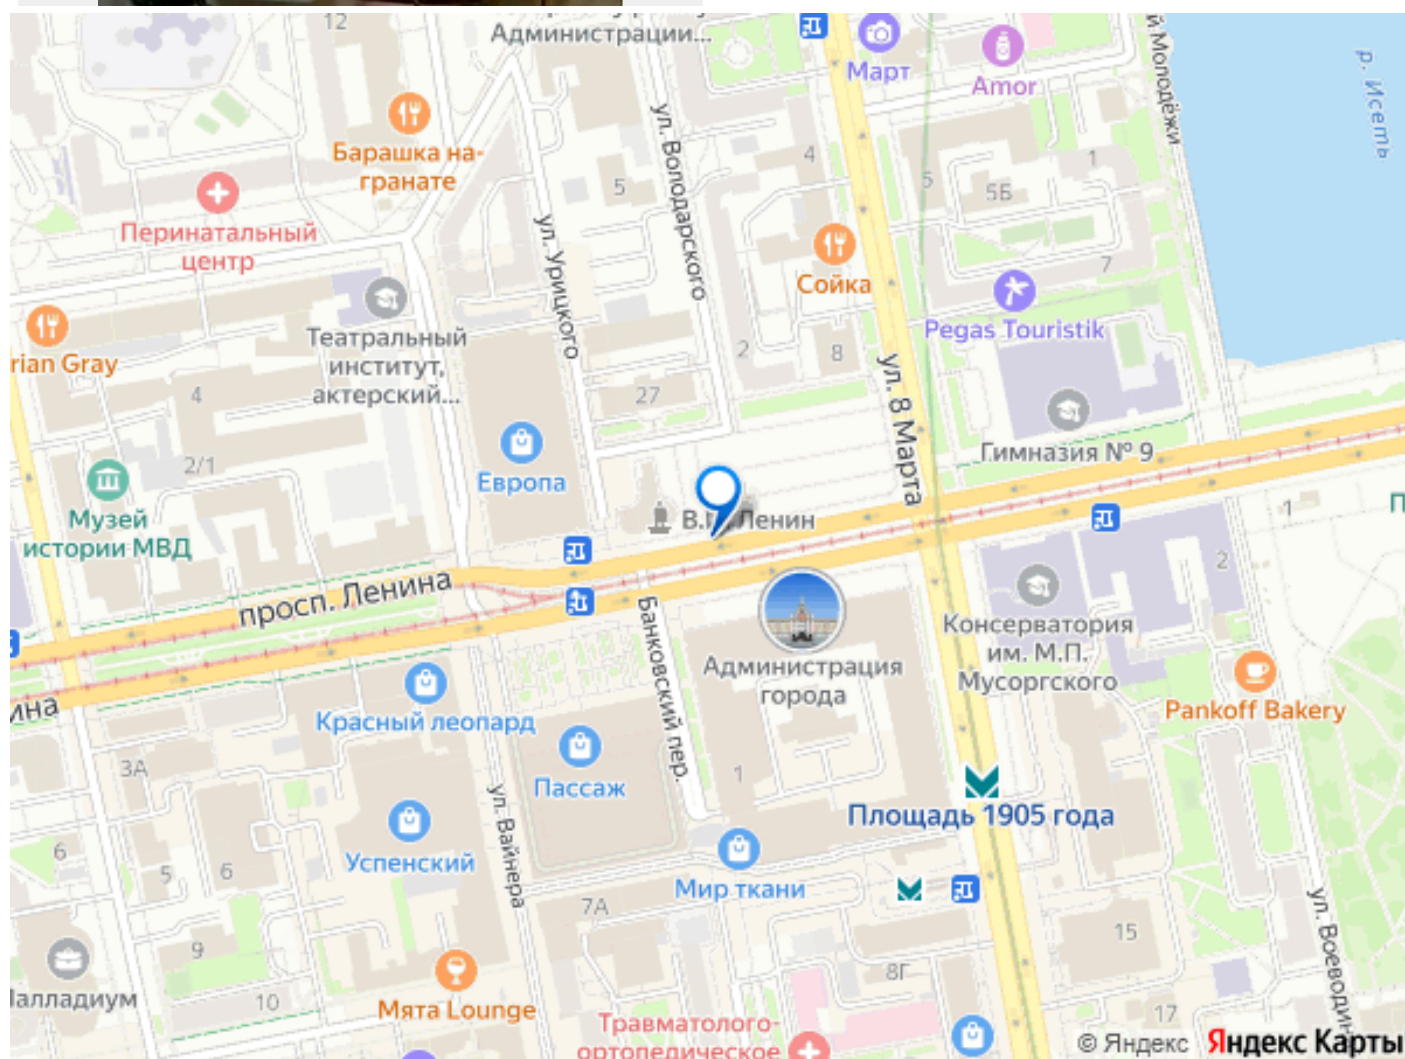 12
Администрации...
й Молодёжи
р. Исеть
Март
Amor
ул. Володарского
Барашка на-
гранате
4
1
5
5
5Б
Перинатальный
центр
ул. Урицкого
7
Сойка
Pegas Touristik
rian Gray
Театральный
институт,
актерский...
2
8
ул. 8 Марта
4
27
Гимназия № 9
2/1
Европа
1
П
Музей
истории МВД
В.И. Ленин
2
просп. Ленина
Банковский пер.
Консерватория
им. М.П.
Мусоргского
Администрация
города
ина
Красный леопард
Pankoff Bakery
3А
Пассаж
1
ул. Вайнера
Площадь 1905 года
6
5
6
Успенский
Мир ткани
7А
ул. Воеводин
9
15
8Г
алладиум
10
Мята Lounge
17
Травматолого-
ортопедическое
© Яндекс Яндекс Карты